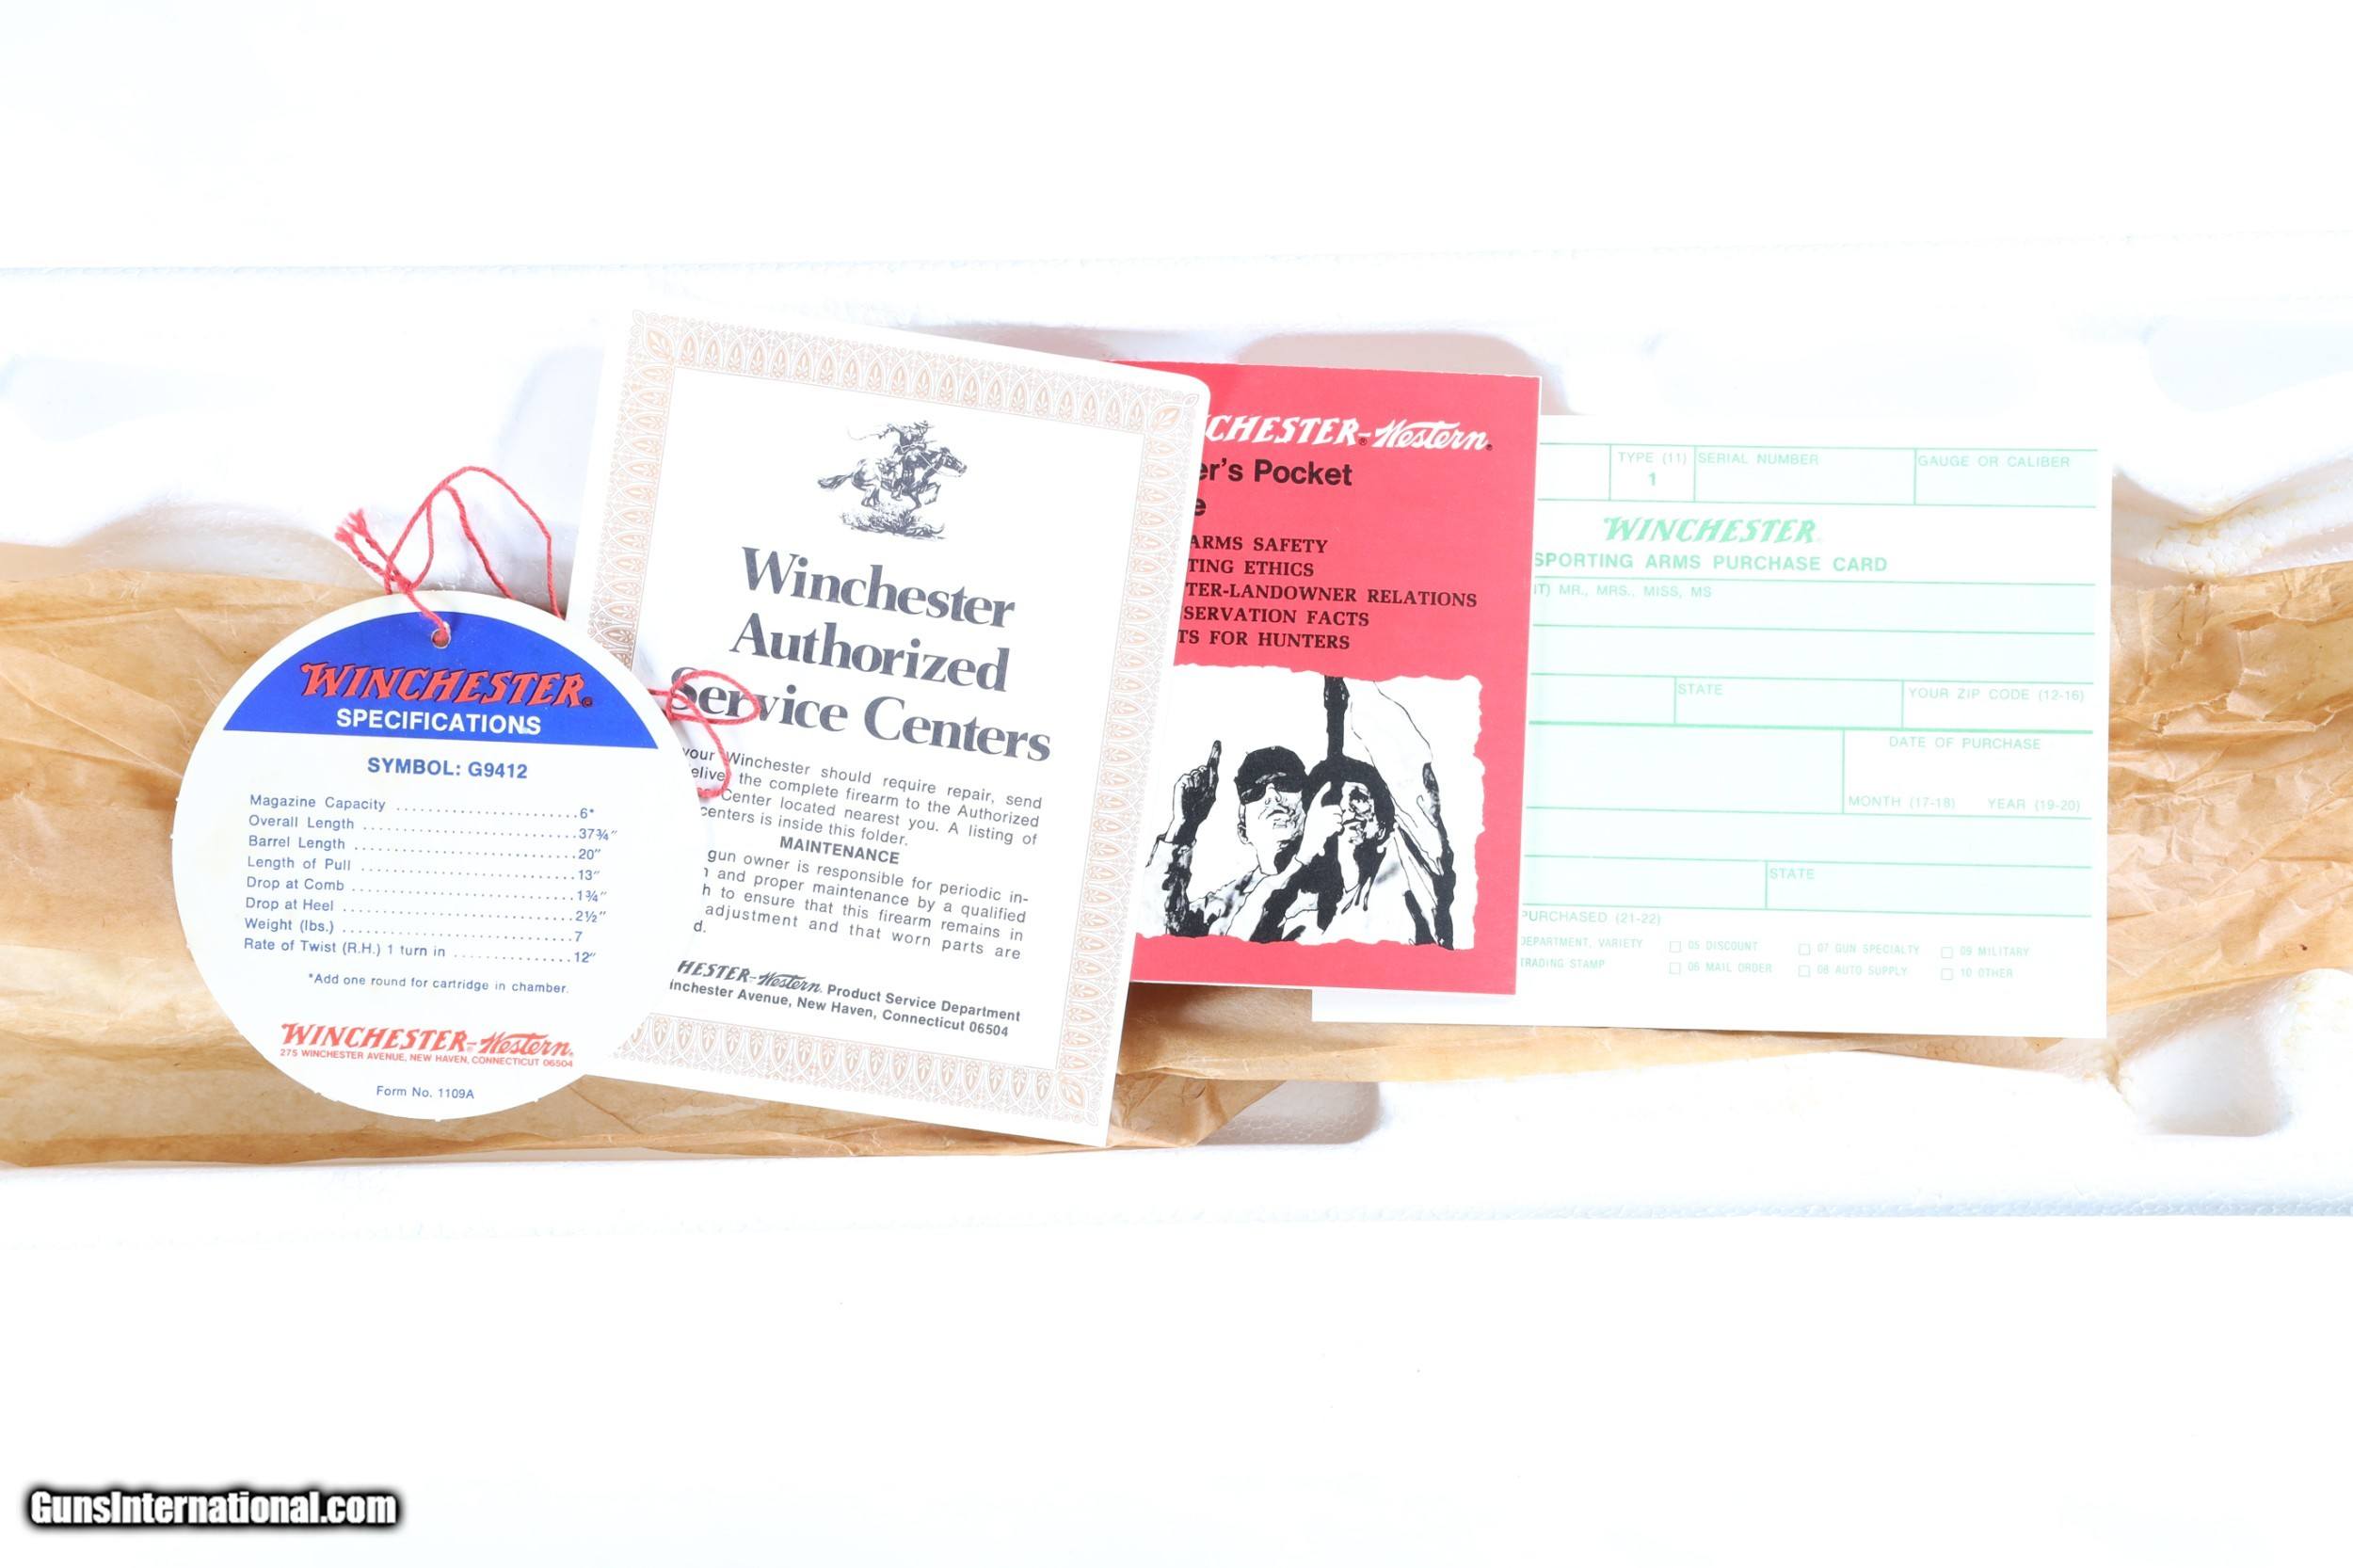 WINCHESTER®
SPECIFICATIONS
SYMBOL: G9412
Magazine Capacity ........................ 6*
Overall Length ........................... 37¾"
Barrel Length ............................ 20"
Length of Pull ........................... 13"
Drop at Comb ............................ 1¾"
Drop at Heel ............................. 2½"
Weight (lbs.) ............................. 7
Rate of Twist (R.H.) 1 turn in ............... 12"
*Add one round for cartridge in chamber.
WINCHESTER®-Western.
275 WINCHESTER AVENUE, NEW HAVEN, CONNECTICUT 06504
Form No. 1109A
Winchester
Authorized
Service Centers
your Winchester should require repair, send
the complete firearm to the Authorized
Center located nearest you. A listing of
centers is inside this folder.
MAINTENANCE
gun owner is responsible for periodic in-
and proper maintenance by a qualified
to ensure that this firearm remains in
adjustment and that worn parts are
d.
HESTER-Western. Product Service Department
inchester Avenue, New Haven, Connecticut 06504
CHESTER®-Western®
er's Pocket
e
ARMS SAFETY
TING ETHICS
TER-LANDOWNER RELATIONS
SERVATION FACTS
TS FOR HUNTERS
TYPE (11) SERIAL NUMBER GAUGE OR CALIBER
1
WINCHESTER
SPORTING ARMS PURCHASE CARD
IT) MR., MRS., MISS, MS
STATE YOUR ZIP CODE (12-16)
DATE OF PURCHASE
MONTH (17-18) YEAR (19-20)
STATE
PURCHASED (21-22)
DEPARTMENT, VARIETY 05 DISCOUNT 07 GUN SPECIALTY 09 MILITARY
TRADING STAMP 06 MAIL ORDER 08 AUTO SUPPLY 10 OTHER
GunsInternational.com